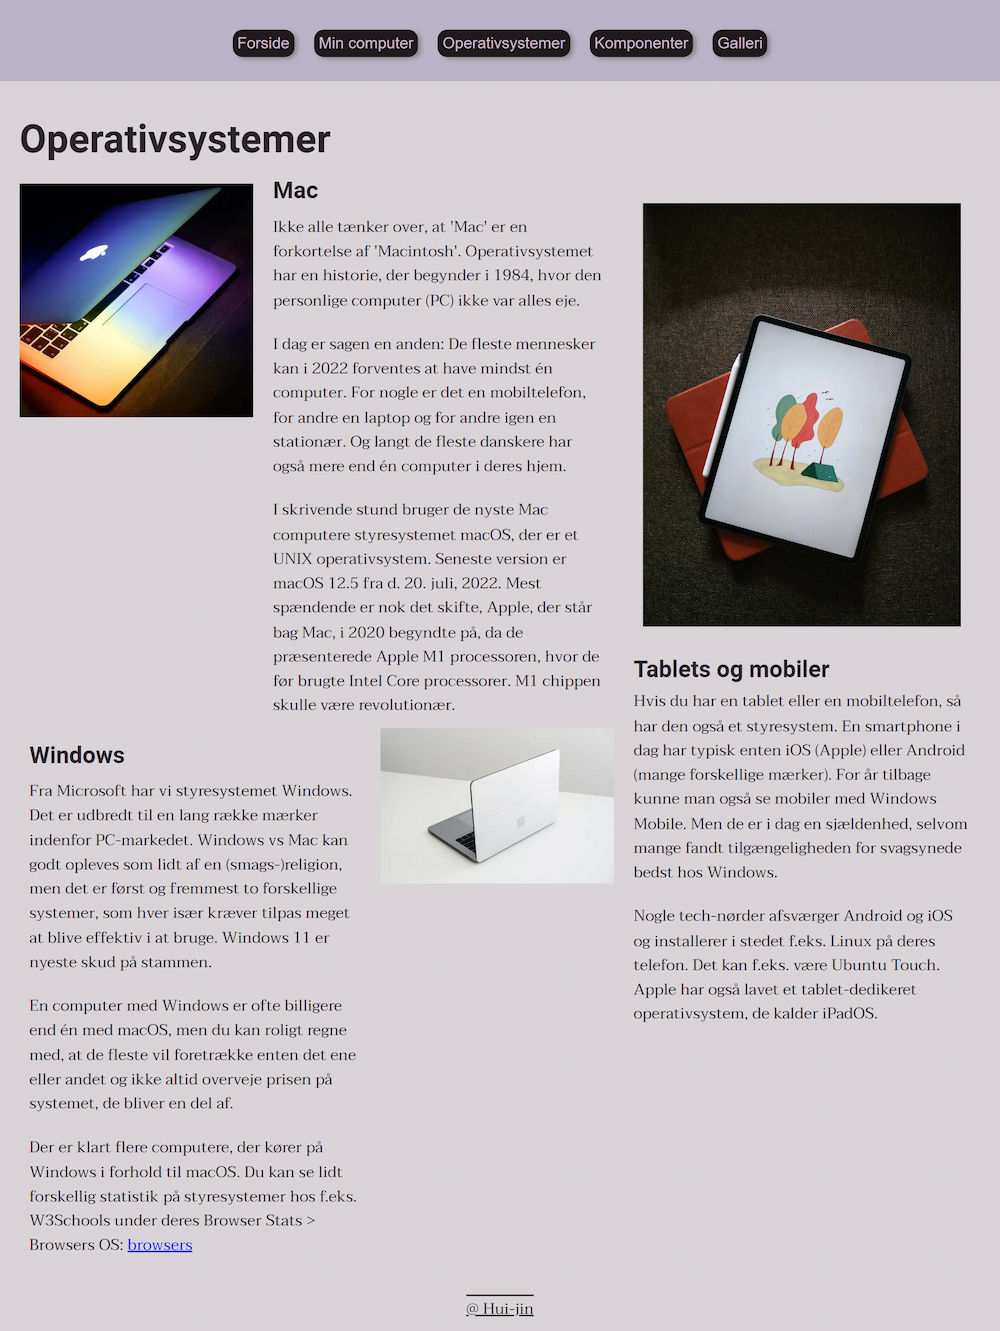 Forside
Min computer
Operativsystemer
Komponenter
Galleri
Operativsystemer
Mac
Ikke alle tænker over, at 'Mac' er en
forkortelse af 'Macintosh'. Operativsystemet
har en historie, der begynder i 1984, hvor den
personlige computer (PC) ikke var alles eje.
I dag er sagen en anden: De fleste mennesker
kan i 2022 forventes at have mindst én
computer. For nogle er det en mobiltelefon,
for andre en laptop og for andre igen en
stationær. Og langt de fleste danskere har
også mere end én computer i deres hjem.
I skrivende stund bruger de nyste Mac
computere styresystemet macOS, der er et
UNIX operativsystem. Seneste version er
macOS 12.5 fra d. 20. juli, 2022. Mest
spændende er nok det skifte, Apple, der står
bag Mac, i 2020 begyndte på, da de
præsenterede Apple M1 processoren, hvor de
før brugte Intel Core processorer. M1 chippen
skulle være revolutionær.
Windows
Fra Microsoft har vi styresystemet Windows.
Det er udbredt til en lang række mærker
indenfor PC-markedet. Windows vs Mac kan
godt opleves som lidt af en (smags-)religion,
men det er først og fremmest to forskellige
systemer, som hver især kræver tilpas meget
at blive effektiv i at bruge. Windows 11 er
nyeste skud på stammen.
En computer med Windows er ofte billigere
end én med macOS, men du kan roligt regne
med, at de fleste vil foretrække enten det ene
eller andet og ikke altid overveje prisen på
systemet, de bliver en del af.
Der er klart flere computere, der kører på
Windows i forhold til macOS. Du kan se lidt
forskellig statistik på styresystemer hos f.eks.
W3Schools under deres Browser Stats >
Browsers OS: browsers
Tablets og mobiler
Hvis du har en tablet eller en mobiltelefon, så
har den også et styresystem. En smartphone i
dag har typisk enten iOS (Apple) eller Android
(mange forskellige mærker). For år tilbage
kunne man også se mobiler med Windows
Mobile. Men de er i dag en sjældenhed, selvom
mange fandt tilgængeligheden for svagsynede
bedst hos Windows.
Nogle tech-nørder afsværger Android og iOS
og installerer i stedet f.eks. Linux på deres
telefon. Det kan f.eks. være Ubuntu Touch.
Apple har også lavet et tablet-dedikeret
operativsystem, de kalder iPadOS.
@ Hui-jin